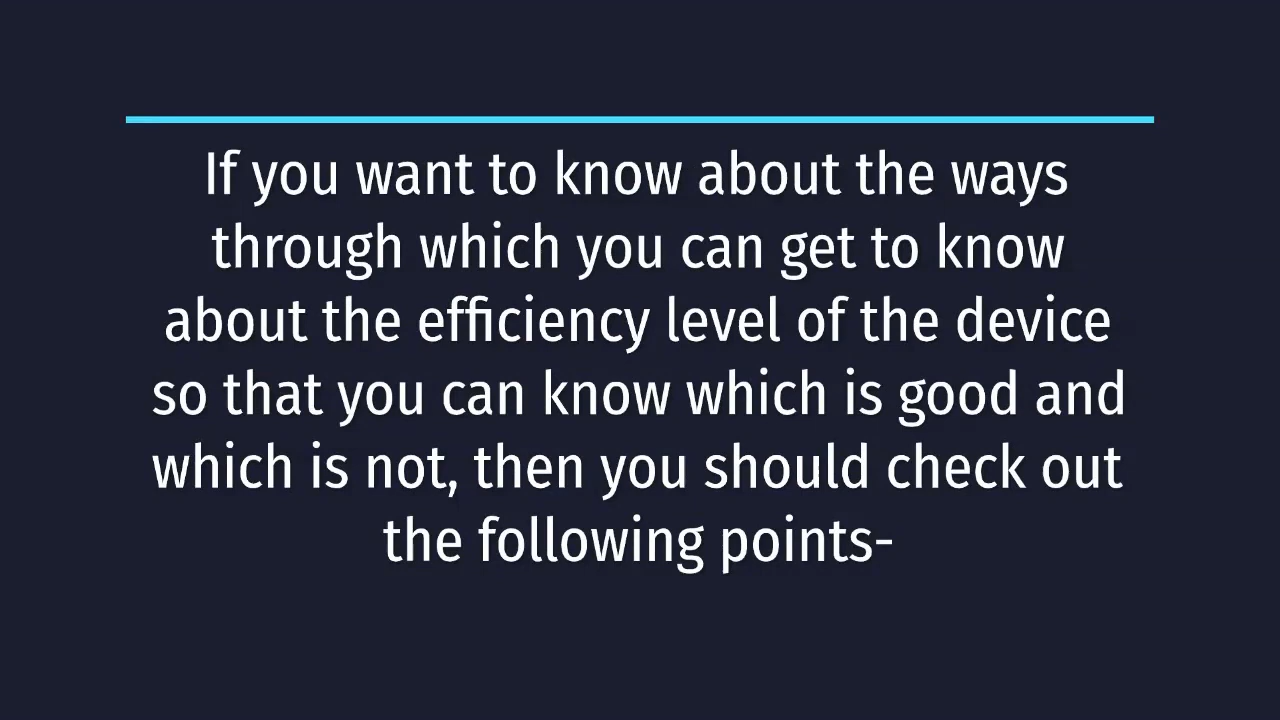 If you want to know about the ways
through which you can get to know
about the efficiency level of the device
so that you can know which is good and
which is not, then you should check out
the following points-